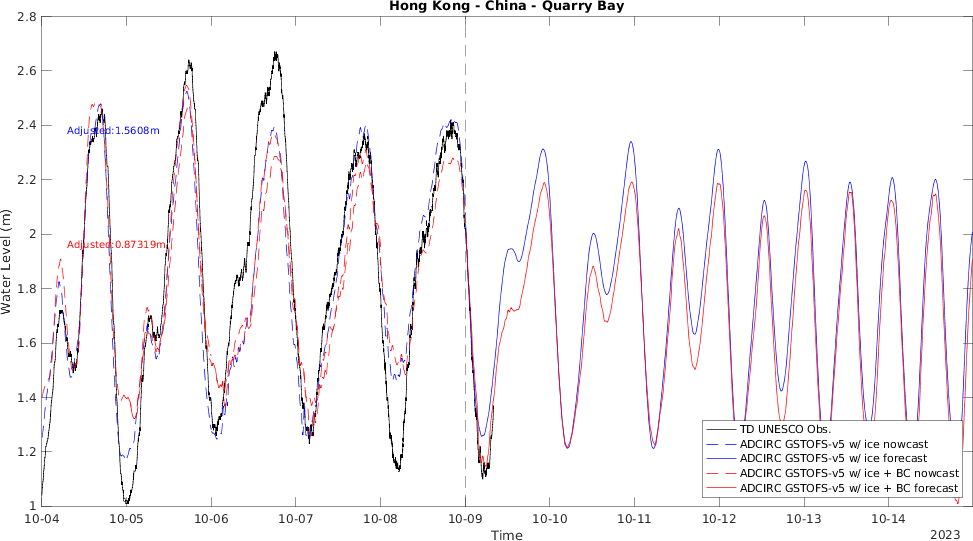 Hong Kong - China - Quarry Bay
Water Level (m)
2.8
2.6
2.4
2.2
2
1.8
1.6
1.4
1.2
1
Adjusted:1.5608m
Adjusted:0.87319m
TD UNESCO Obs.
ADCIRC GSTOFS-v5 w/ ice nowcast
ADCIRC GSTOFS-v5 w/ ice forecast
ADCIRC GSTOFS-v5 w/ ice + BC nowcast
ADCIRC GSTOFS-v5 w/ ice + BC forecast
10-04 10-05 10-06 10-07 10-08 10-09 10-10 10-11 10-12 10-13 10-14
Time
2023